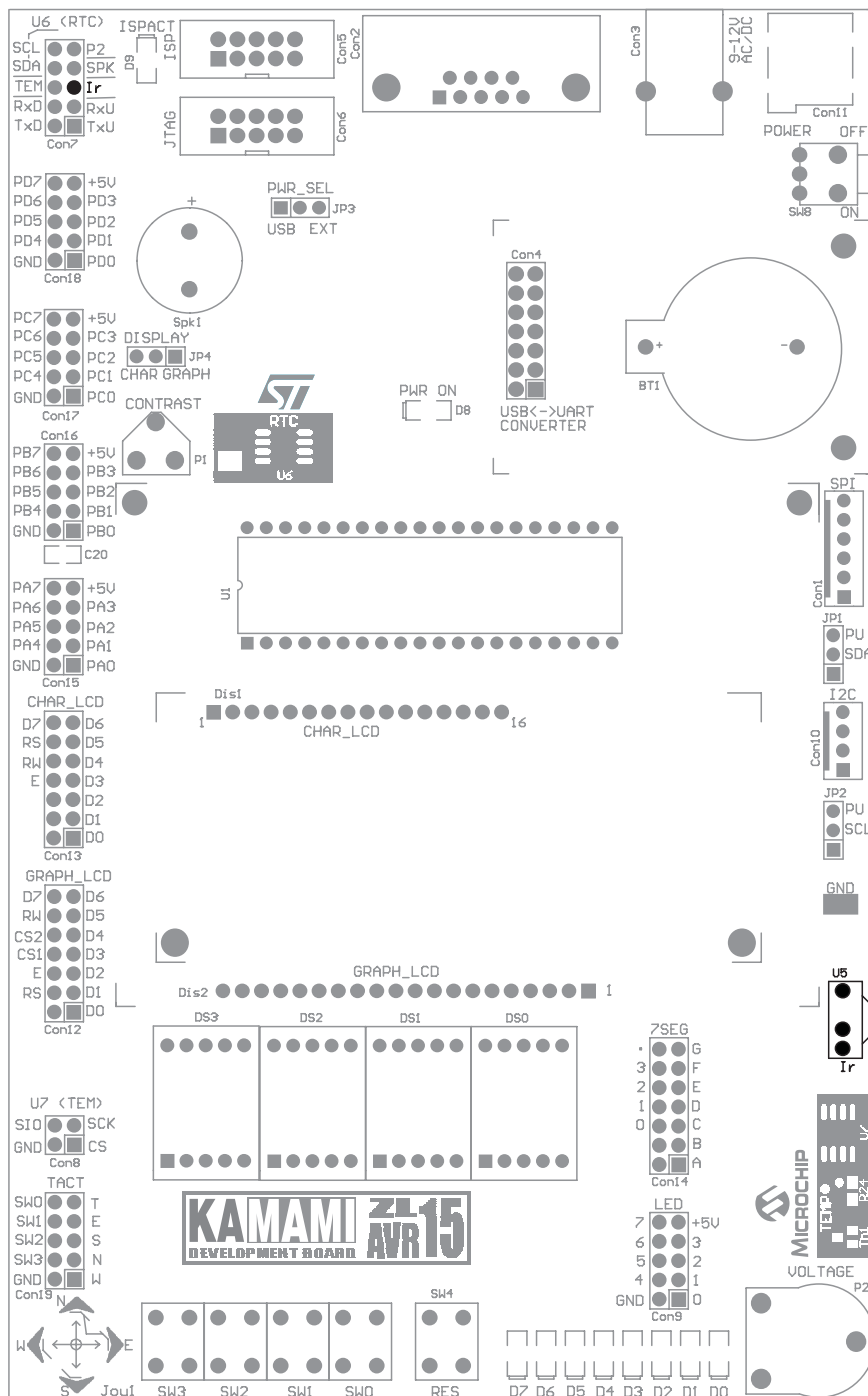 U6 (RTC)
SCL P2
SDA SPK
TEM Ir
RxD RxU
TxD TxU
Con7
ISPACT
D9
ISP
Con5
JTAG
Con6
Con2
Con3
9-12V
AC/DC
Con11
POWER OFF
SW8 ON
PD7 +5V
PD6 PD3
PD5 PD2
PD4 PD1
GND PD0
Con18
+
Spk1
PWR_SEL
JP3
USB EXT
Con4
USB<->UART
CONVERTER
+ -
BT1
PC7 +5V
PC6 PC3
PC5 PC2
PC4 PC1
GND PC0
Con17
DISPLAY
JP4
CHAR GRAPH
CONTRAST
P1
ST
RTC
U6
PWR ON
D8
Con16
PB7 +5V
PB6 PB3
PB5 PB2
PB4 PB1
GND PB0
C20
SPI
Con1
U1
PA7 +5V
PA6 PA3
PA5 PA2
PA4 PA1
GND PA0
Con15
JP1
PU
SDA
I2C
Con10
JP2
PU
SCL
GND
CHAR_LCD
D7 D6
RS D5
RW D4
E D3
D2
D1
D0
Con13
Dis1
1 16
CHAR_LCD
GRAPH_LCD
D7 D6
RW D5
CS2 D4
CS1 D3
E D2
RS D1
D0
Con12
GRAPH_LCD
Dis2 1
U5
Ir
DS3 DS2 DS1 DS0
7SEG
. G
3 F
2 E
1 D
0 C
B
A
Con14
U7 (TEM)
SIO SCK
GND CS
Con8
TACT
SW0 T
SW1 E
SW2 S
SW3 N
GND W
Con19
KAMAMI ZL
AVR 15
DEVELOPMENT BOARD
LED
7 +5V
6 3
5 2
4 1
GND 0
Con9
MICROCHIP
TEMP
R24
VOLTAGE
P2
N
W E
S
Joy1
SW3 SW2 SW1 SW0
SW4
RES
D7 D6 D5 D4 D3 D2 D1 D0